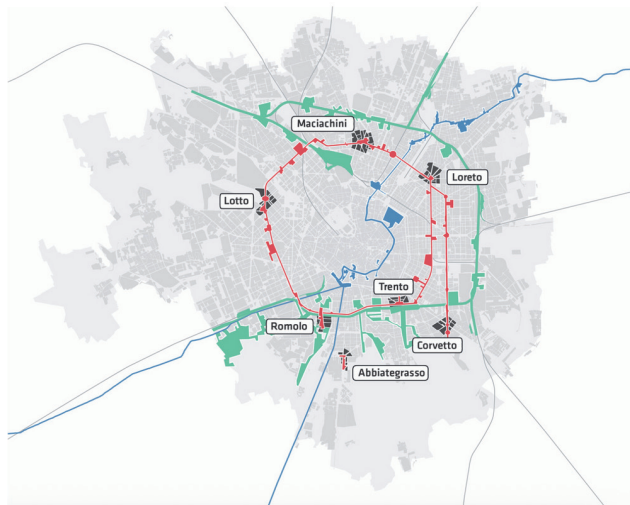 Maciachini
Loreto
Lotto
Trento
Romolo
Corvetto
Abbiategrasso